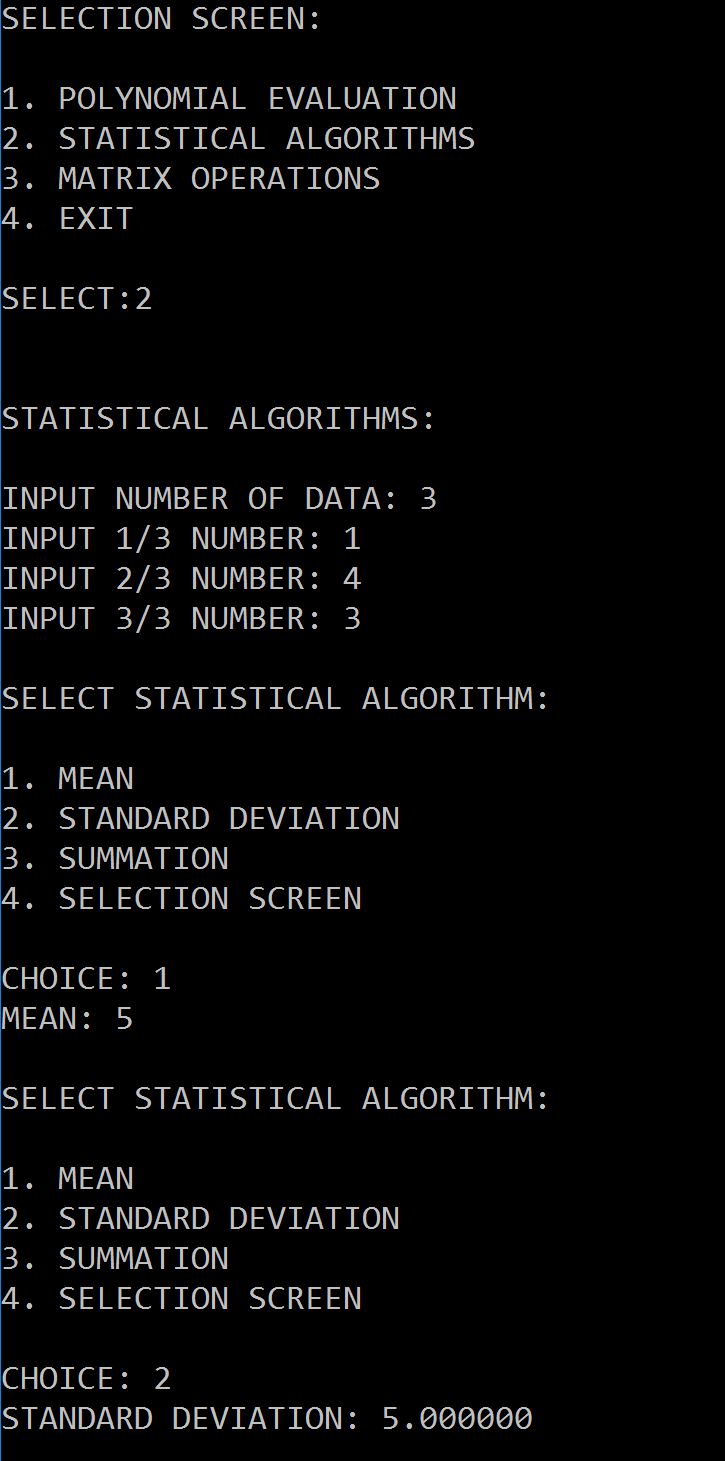 SELECTION SCREEN:
1. POLYNOMIAL EVALUATION
2. STATISTICAL ALGORITHMS
3. MATRIX OPERATIONS
4. EXIT
SELECT:2
STATISTICAL ALGORITHMS:
INPUT NUMBER OF DATA: 3
INPUT 1/3 NUMBER: 1
INPUT 2/3 NUMBER: 4
INPUT 3/3 NUMBER: 3
SELECT STATISTICAL ALGORITHM:
1. MEAN
2. STANDARD DEVIATION
3. SUMMATION
4. SELECTION SCREEN
CHOICE: 1
MEAN: 5
SELECT STATISTICAL ALGORITHM:
1. MEAN
2. STANDARD DEVIATION
3. SUMMATION
4. SELECTION SCREEN
CHOICE: 2
STANDARD DEVIATION: 5.000000